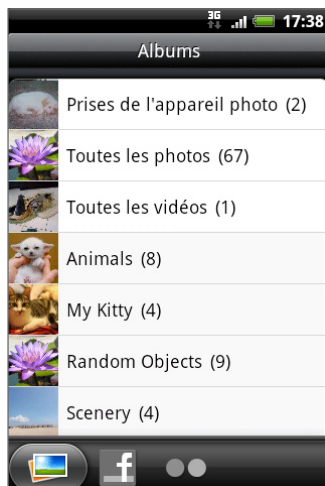 3G 17:38
Albums
Prises de l'appareil photo (2)
Toutes les photos (67)
Toutes les vidéos (1)
Animals (8)
My Kitty (4)
Random Objects (9)
Scenery (4)
f